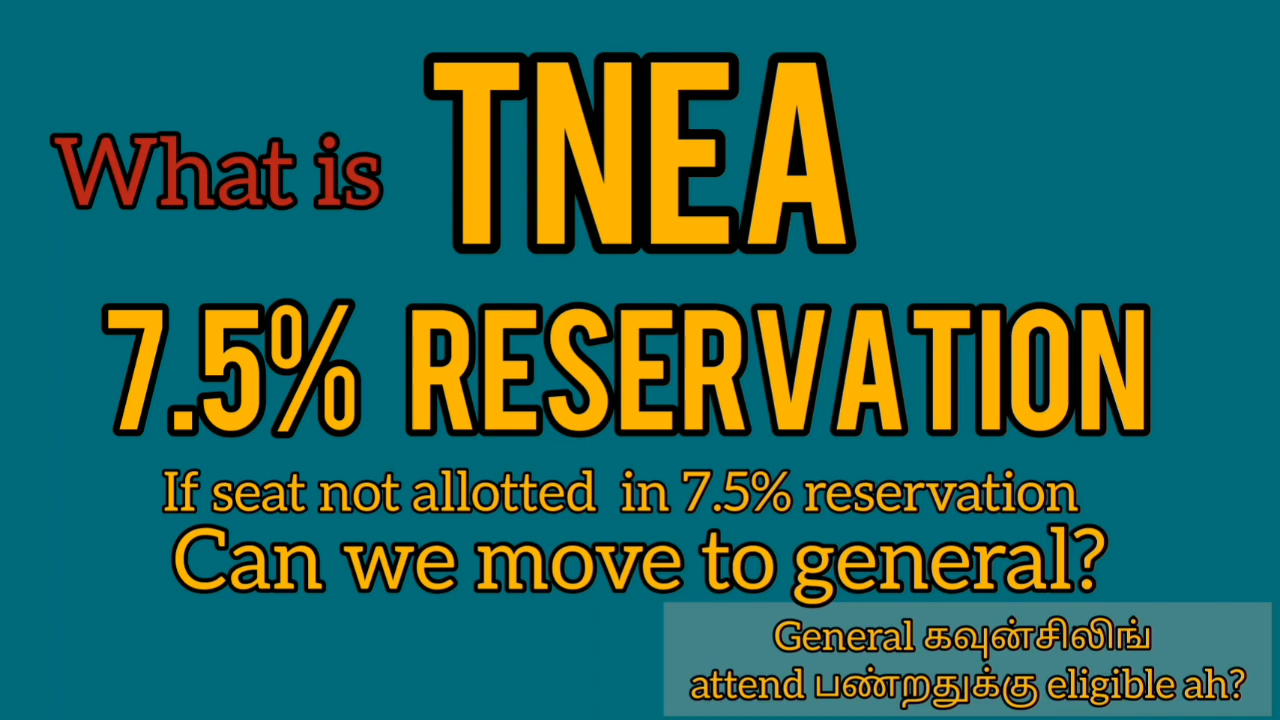 What is TNEA
7.5% RESERVATION
If seat not allotted in 7.5% reservation
Can we move to general?
General கவுன்சிலிங்
attend பண்றதுக்கு eligible ah?